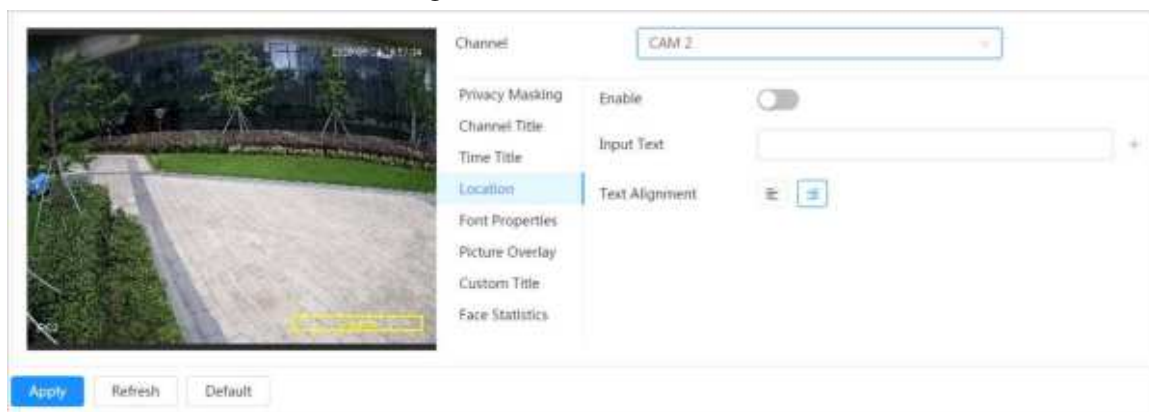 Channel
CAM 2
Privacy Masking
Channel Title
Time Title
Location
Font Properties
Picture Overlay
Custom Title
Face Statistics
Enable
Input Text
+
Text Alignment
Apply
Refresh
Default